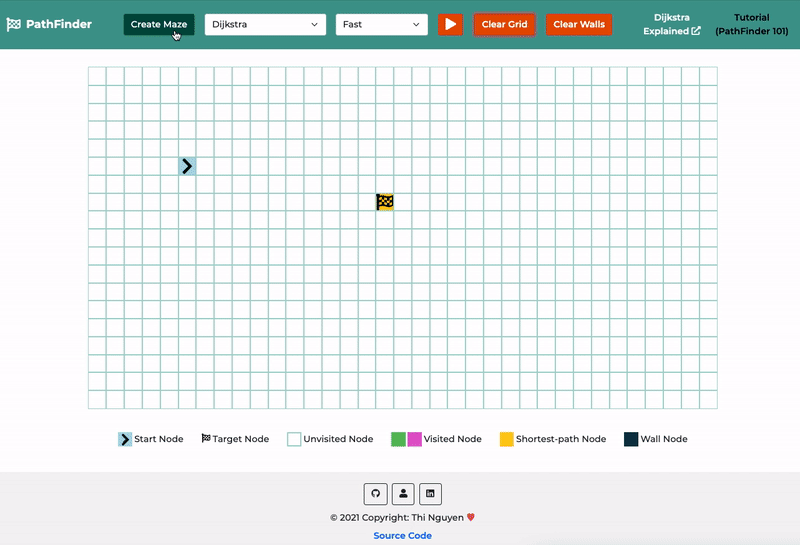 PathFinder
Create Maze
Dijkstra
Fast
Clear Grid
Clear Walls
Dijkstra
Explained
Tutorial
(PathFinder 101)
Start Node
Target Node
Unvisited Node
Visited Node
Shortest-path Node
Wall Node
© 2021 Copyright: Thi Nguyen
Source Code